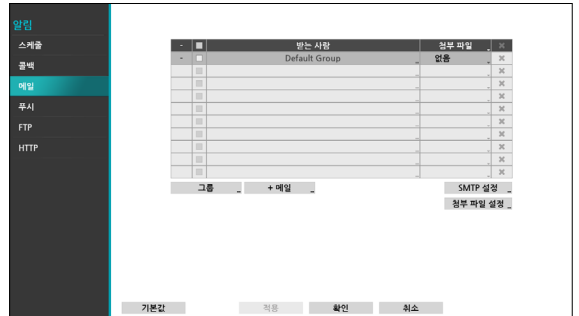 알림
스케줄
콜백
메일
푸시
FTP
HTTP
- 받는 사람 첨부 파일
- Default Group 없음
그룹 + 메일 SMTP 설정
첨부 파일 설정
기본값 적용 확인 취소